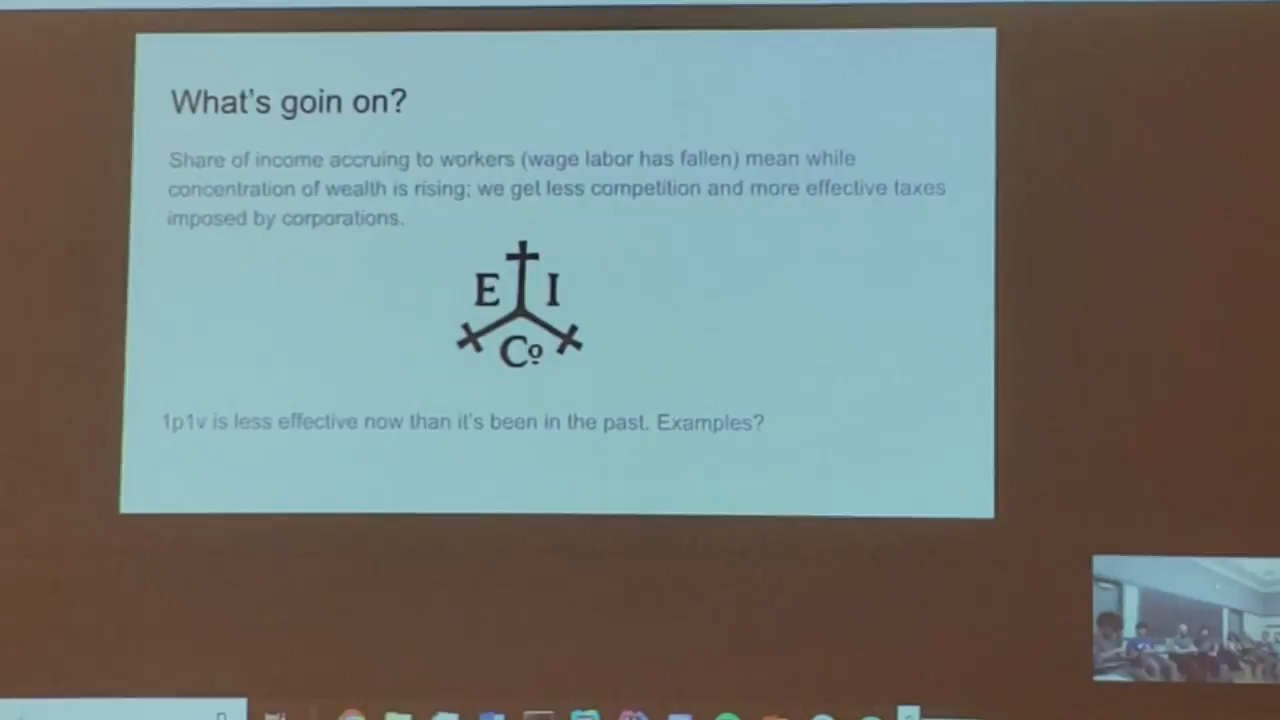 What's goin on?
Share of income accruing to workers (wage labor has fallen) mean while
concentration of wealth is rising; we get less competition and more effective taxes
imposed by corporations.
E I
Cº
1p1v is less effective now than it's been in the past. Examples?